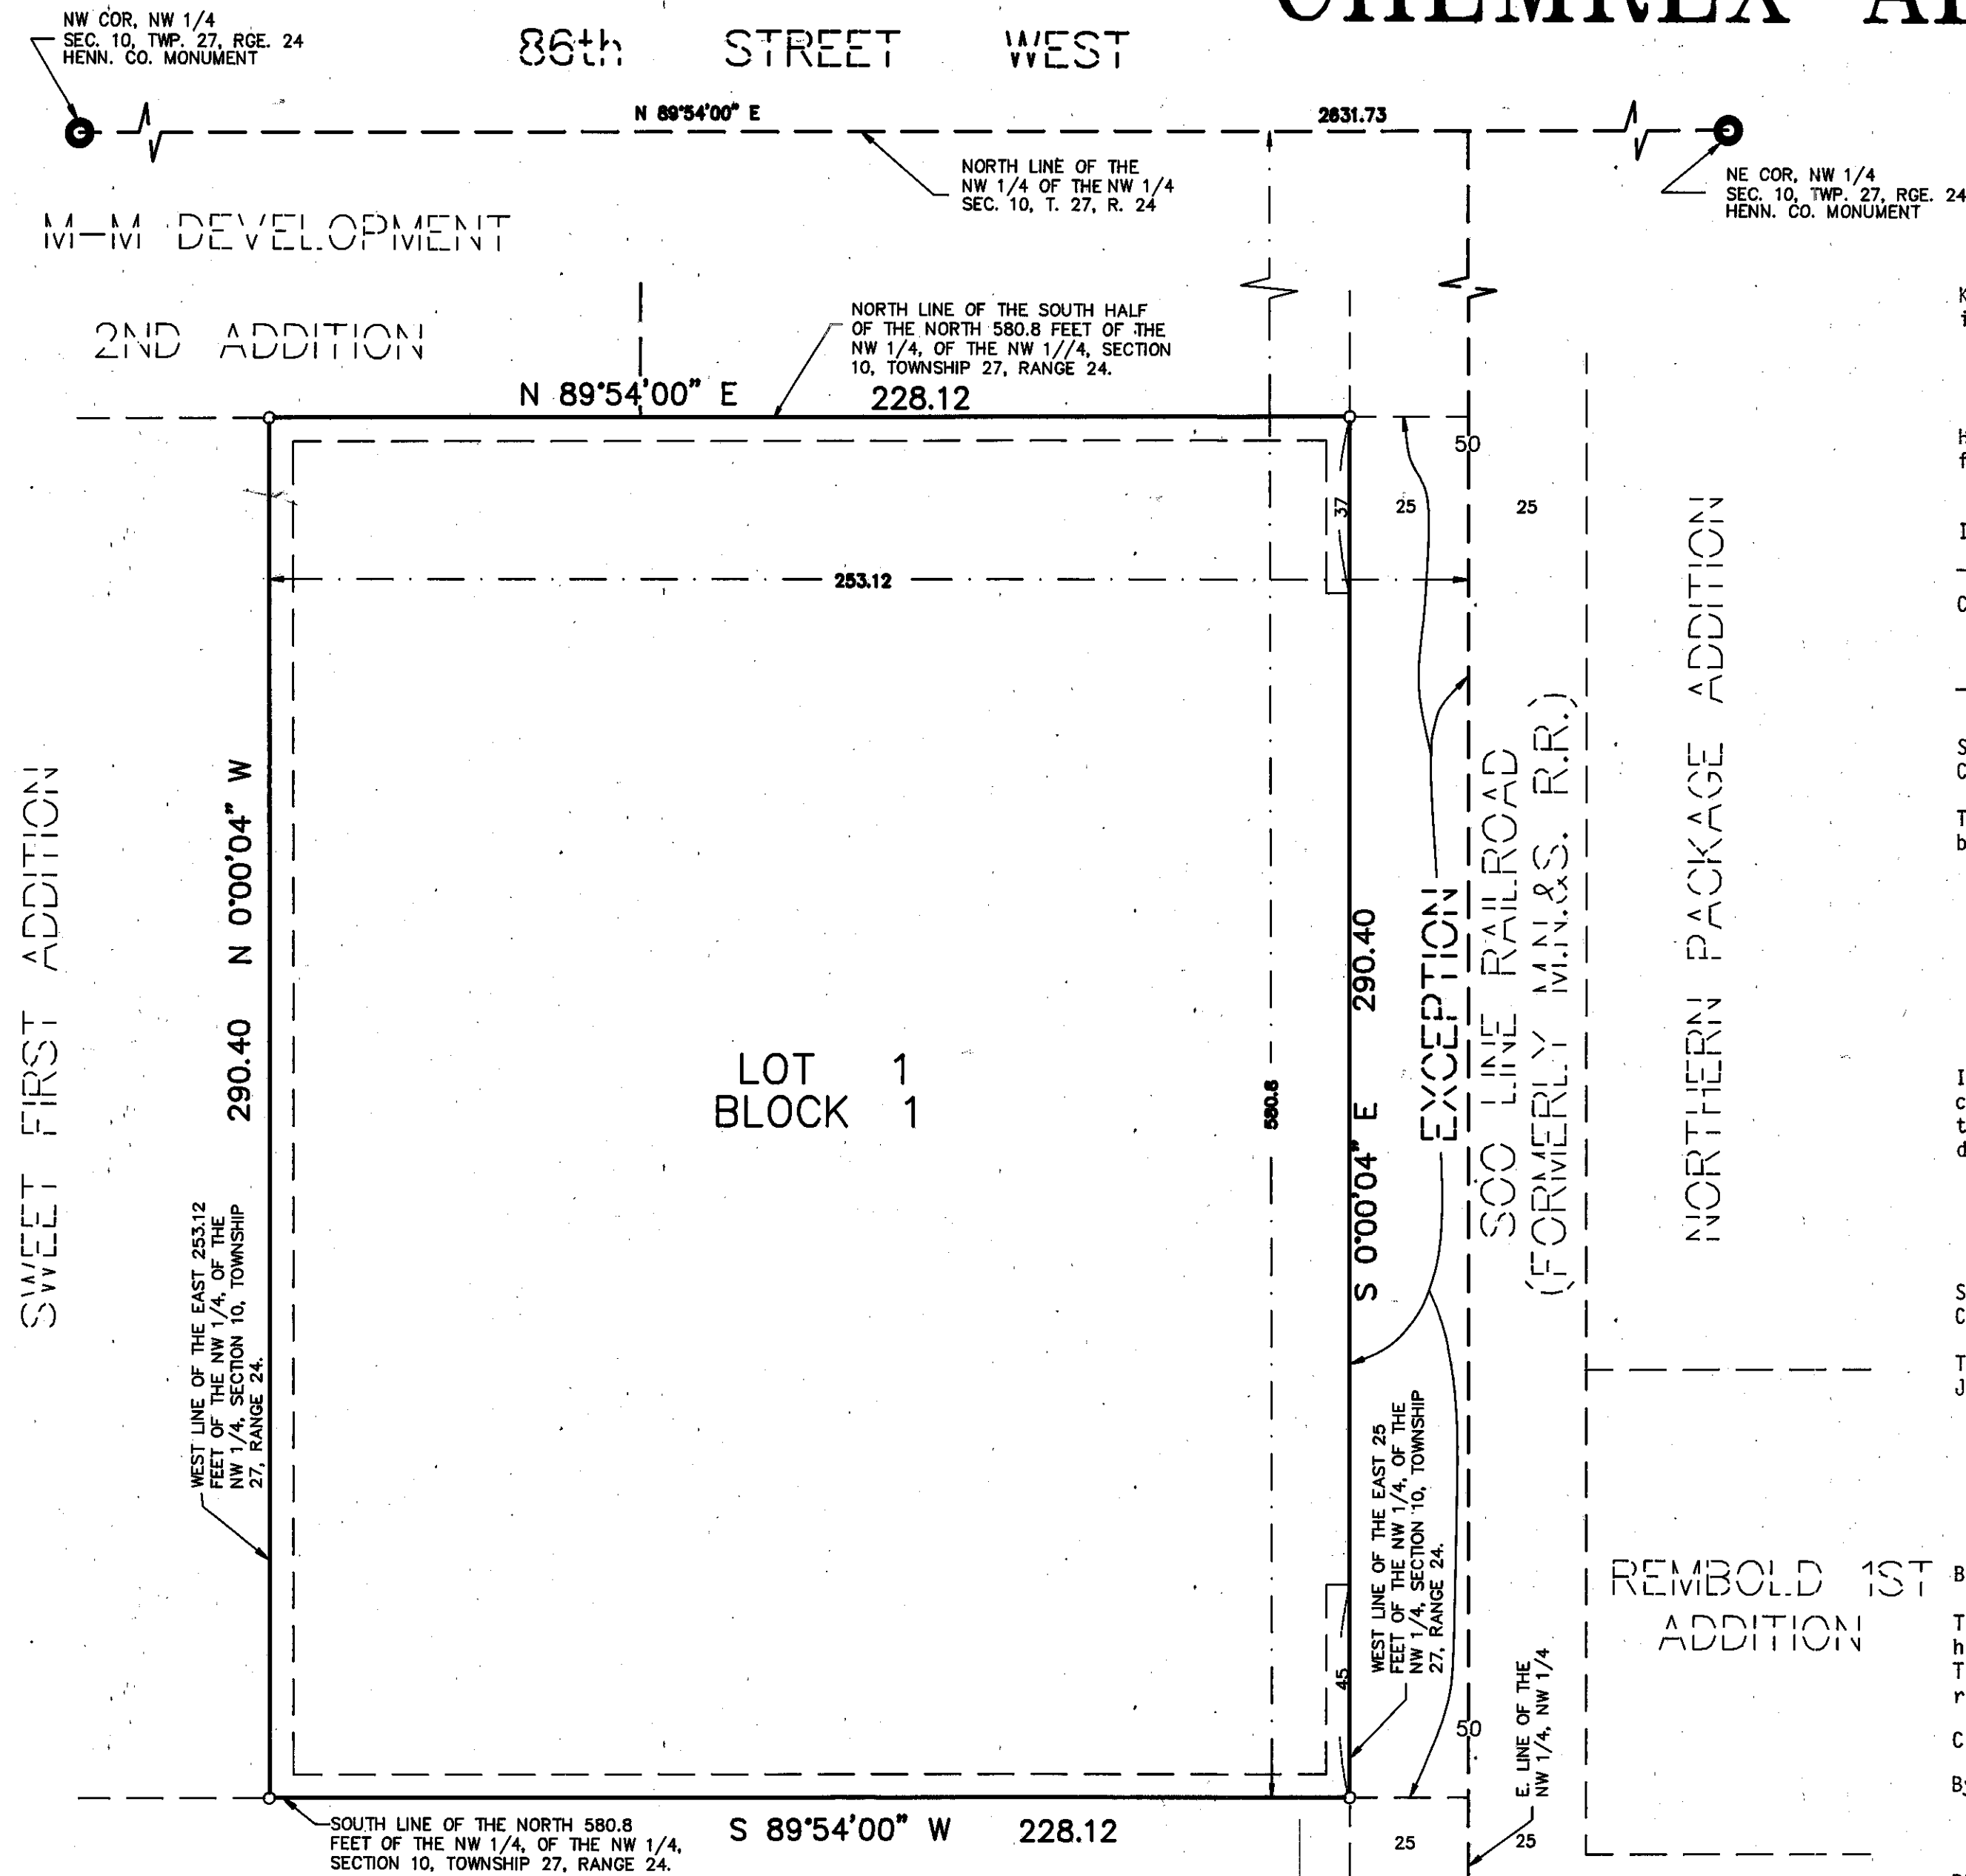 NW COR, NW 1/4
SEC. 10, TWP. 27, RGE. 24
HENN. CO. MONUMENT
86th STREET WEST
N 89°54'00" E
2631.73
NORTH LINE OF THE
NW 1/4 OF THE NW 1/4
SEC. 10, T. 27, R. 24
NE COR, NW 1/4
SEC. 10, TWP. 27, RGE. 24
HENN. CO. MONUMENT
M-M DEVELOPMENT
2ND ADDITION
NORTH LINE OF THE SOUTH HALF
OF THE NORTH 580.8 FEET OF THE
NW 1/4, OF THE NW 1//4, SECTION
10, TOWNSHIP 27, RANGE 24.
N 89°54'00" E 228.12
50
37
25
25
253.12
SWEET FIRST ADDITION
290.40 N 0°00'04" W
LOT 1
BLOCK 1
580.8
S 0°00'04" E 290.40
EXCEPTION
SOO LINE RAILROAD
(FORMERLY M.N.&S. R.R.)
NORTHERN PACKAGE ADDITION
WEST LINE OF THE EAST 253.12
FEET OF THE NW 1/4, OF THE
NW 1/4, SECTION 10, TOWNSHIP
27, RANGE 24.
WEST LINE OF THE EAST 25
FEET OF THE NW 1/4, OF THE
NW 1/4, SECTION 10, TOWNSHIP
27, RANGE 24.
REMBOLD 1ST
ADDITION
45
50
E. LINE OF THE
NW 1/4, NW 1/4
SOUTH LINE OF THE NORTH 580.8
FEET OF THE NW 1/4, OF THE NW 1/4,
SECTION 10, TOWNSHIP 27, RANGE 24.
S 89°54'00" W 228.12
25
25